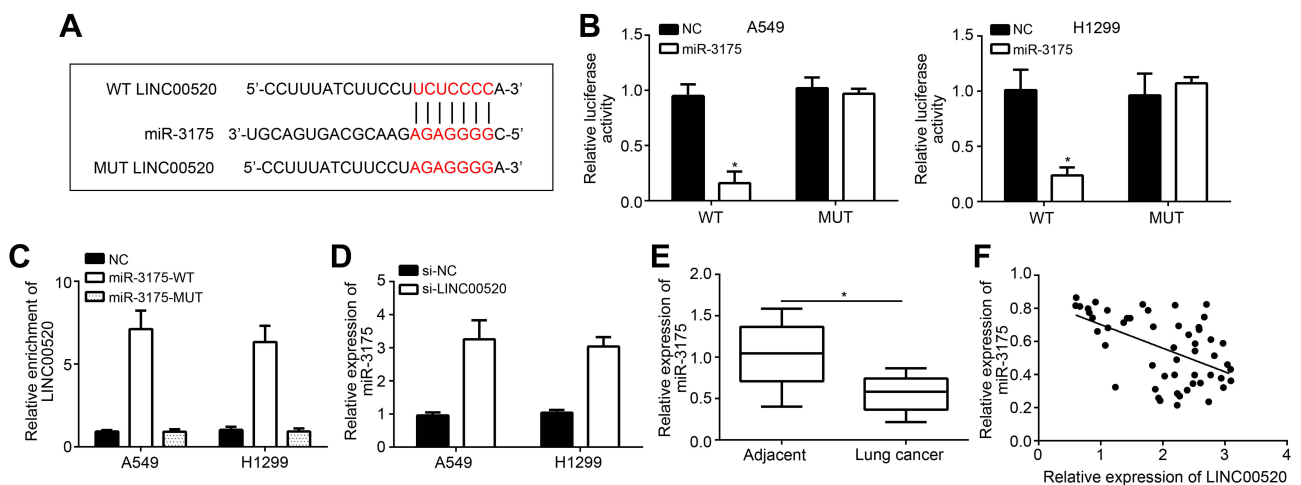 A
WT LINC00520 5'-CCUUUAUCUUCCUUCUCCCCA-3'
miR-3175 3'-UGCAGUGACGCAAGAGAGGGGC-5'
MUT LINC00520 5'-CCUUUAUCUUCCUAGAGGGGA-3'
B
NC
miR-3175
A549
Relative luciferase
activity
1.5
1.0
0.5
0.0
WT MUT
NC
miR-3175
H1299
Relative luciferase
activity
1.5
1.0
0.5
0.0
WT MUT
*
*
C
NC
miR-3175-WT
miR-3175-MUT
Relative enrichment of
LINC00520
10
5
0
A549 H1299
D
si-NC
si-LINC00520
Relative expression of
miR-3175
5
4
3
2
1
0
A549 H1299
E
Relative expression of
miR-3175
2.0
1.5
1.0
0.5
0.0
*
Adjacent Lung cancer
F
Relative expression of
miR-3175
1.0
0.8
0.6
0.4
0.2
0.0
0 1 2 3 4
Relative expression of LINC00520